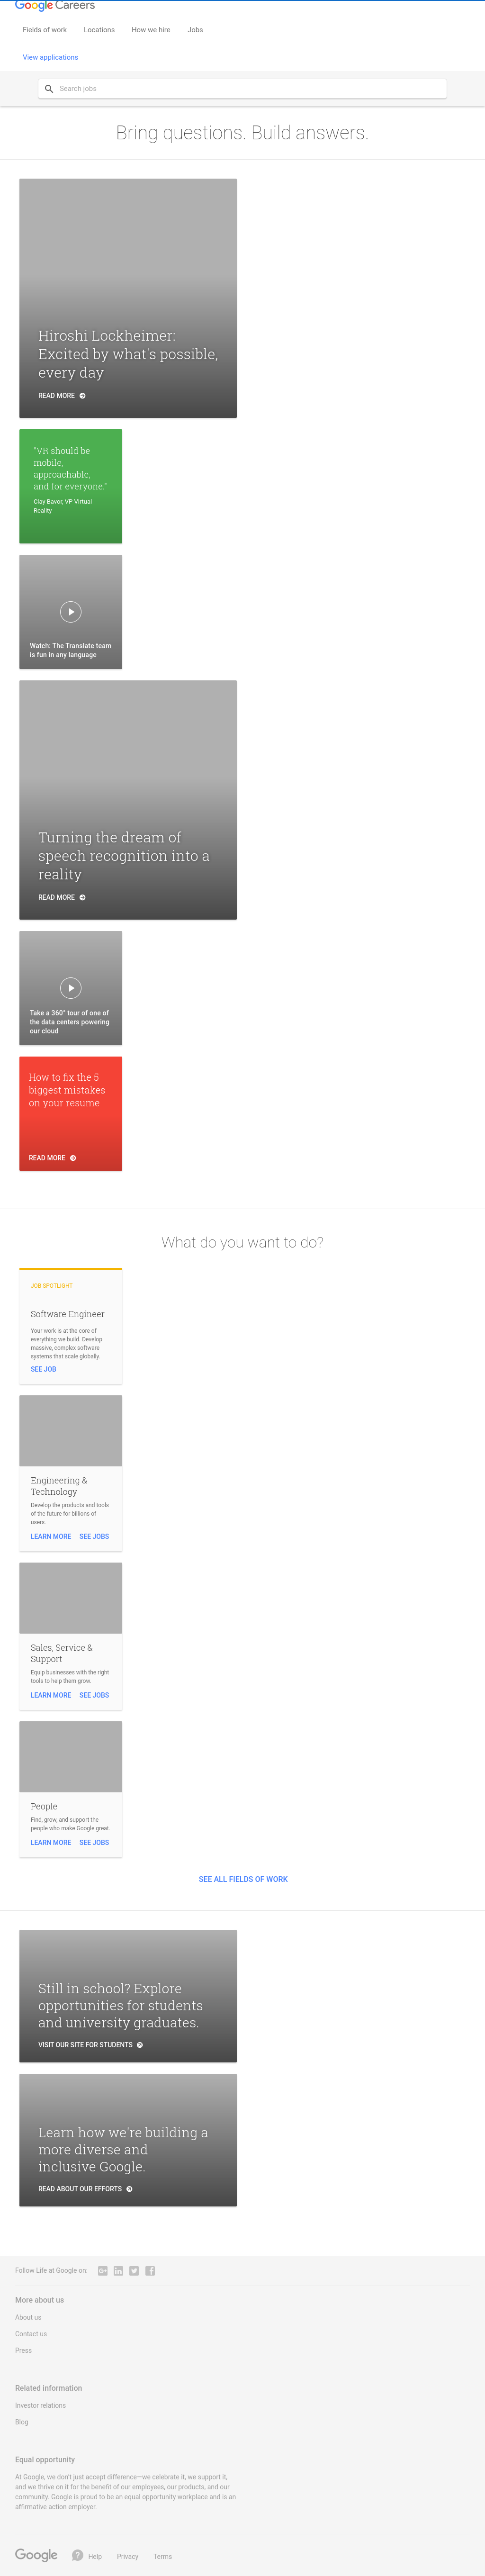 Google Careers
Fields of work Locations How we hire Jobs
View applications
Search jobs
Bring questions. Build answers.
Hiroshi Lockheimer:
Excited by what's possible,
every day
READ MORE
"VR should be
mobile,
approachable,
and for everyone."
Clay Bavor, VP Virtual
Reality
Watch: The Translate team
is fun in any language
Turning the dream of
speech recognition into a
reality
READ MORE
Take a 360° tour of one of
the data centers powering
our cloud
How to fix the 5
biggest mistakes
on your resume
READ MORE
What do you want to do?
JOB SPOTLIGHT
Software Engineer
Your work is at the core of
everything we build. Develop
massive, complex software
systems that scale globally.
SEE JOB
Engineering &
Technology
Develop the products and tools
of the future for billions of
users.
LEARN MORE SEE JOBS
Sales, Service &
Support
Equip businesses with the right
tools to help them grow.
LEARN MORE SEE JOBS
People
Find, grow, and support the
people who make Google great.
LEARN MORE SEE JOBS
SEE ALL FIELDS OF WORK
Still in school? Explore
opportunities for students
and university graduates.
VISIT OUR SITE FOR STUDENTS
Learn how we're building a
more diverse and
inclusive Google.
READ ABOUT OUR EFFORTS
Follow Life at Google on:
More about us
About us
Contact us
Press
Related information
Investor relations
Blog
Equal opportunity
At Google, we don't just accept difference—we celebrate it, we support it,
and we thrive on it for the benefit of our employees, our products, and our
community. Google is proud to be an equal opportunity workplace and is an
affirmative action employer.
Google Help Privacy Terms